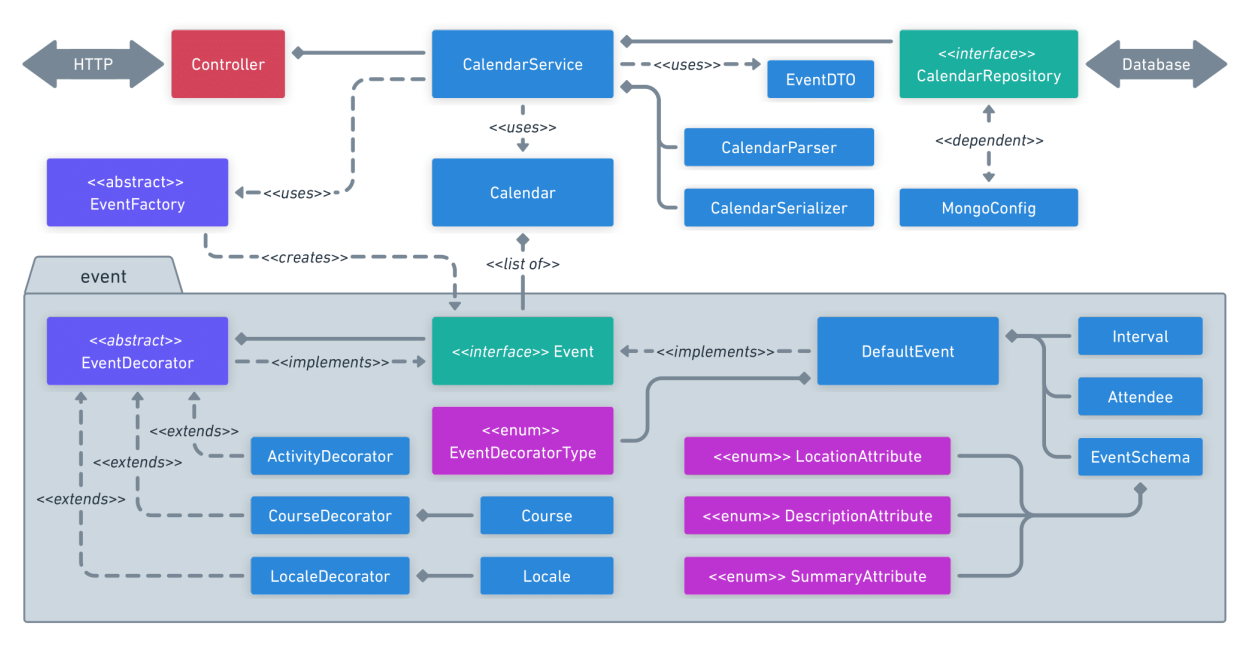 HTTP
Controller
CalendarService
<<uses>>
EventDTO
<<interface>>
CalendarRepository
Database
<<uses>>
<<dependent>>
CalendarParser
<<abstract>>
EventFactory
<<uses>>
Calendar
CalendarSerializer
MongoConfig
<<creates>>
<<list of>>
event
<<abstract>>
EventDecorator
<<implements>>
<<interface>> Event
<<implements>>
DefaultEvent
Interval
Attendee
<<enum>>
EventDecoratorType
<<extends>>
ActivityDecorator
<<enum>> LocationAttribute
EventSchema
<<extends>>
<<extends>>
CourseDecorator
Course
<<enum>> DescriptionAttribute
LocaleDecorator
Locale
<<enum>> SummaryAttribute